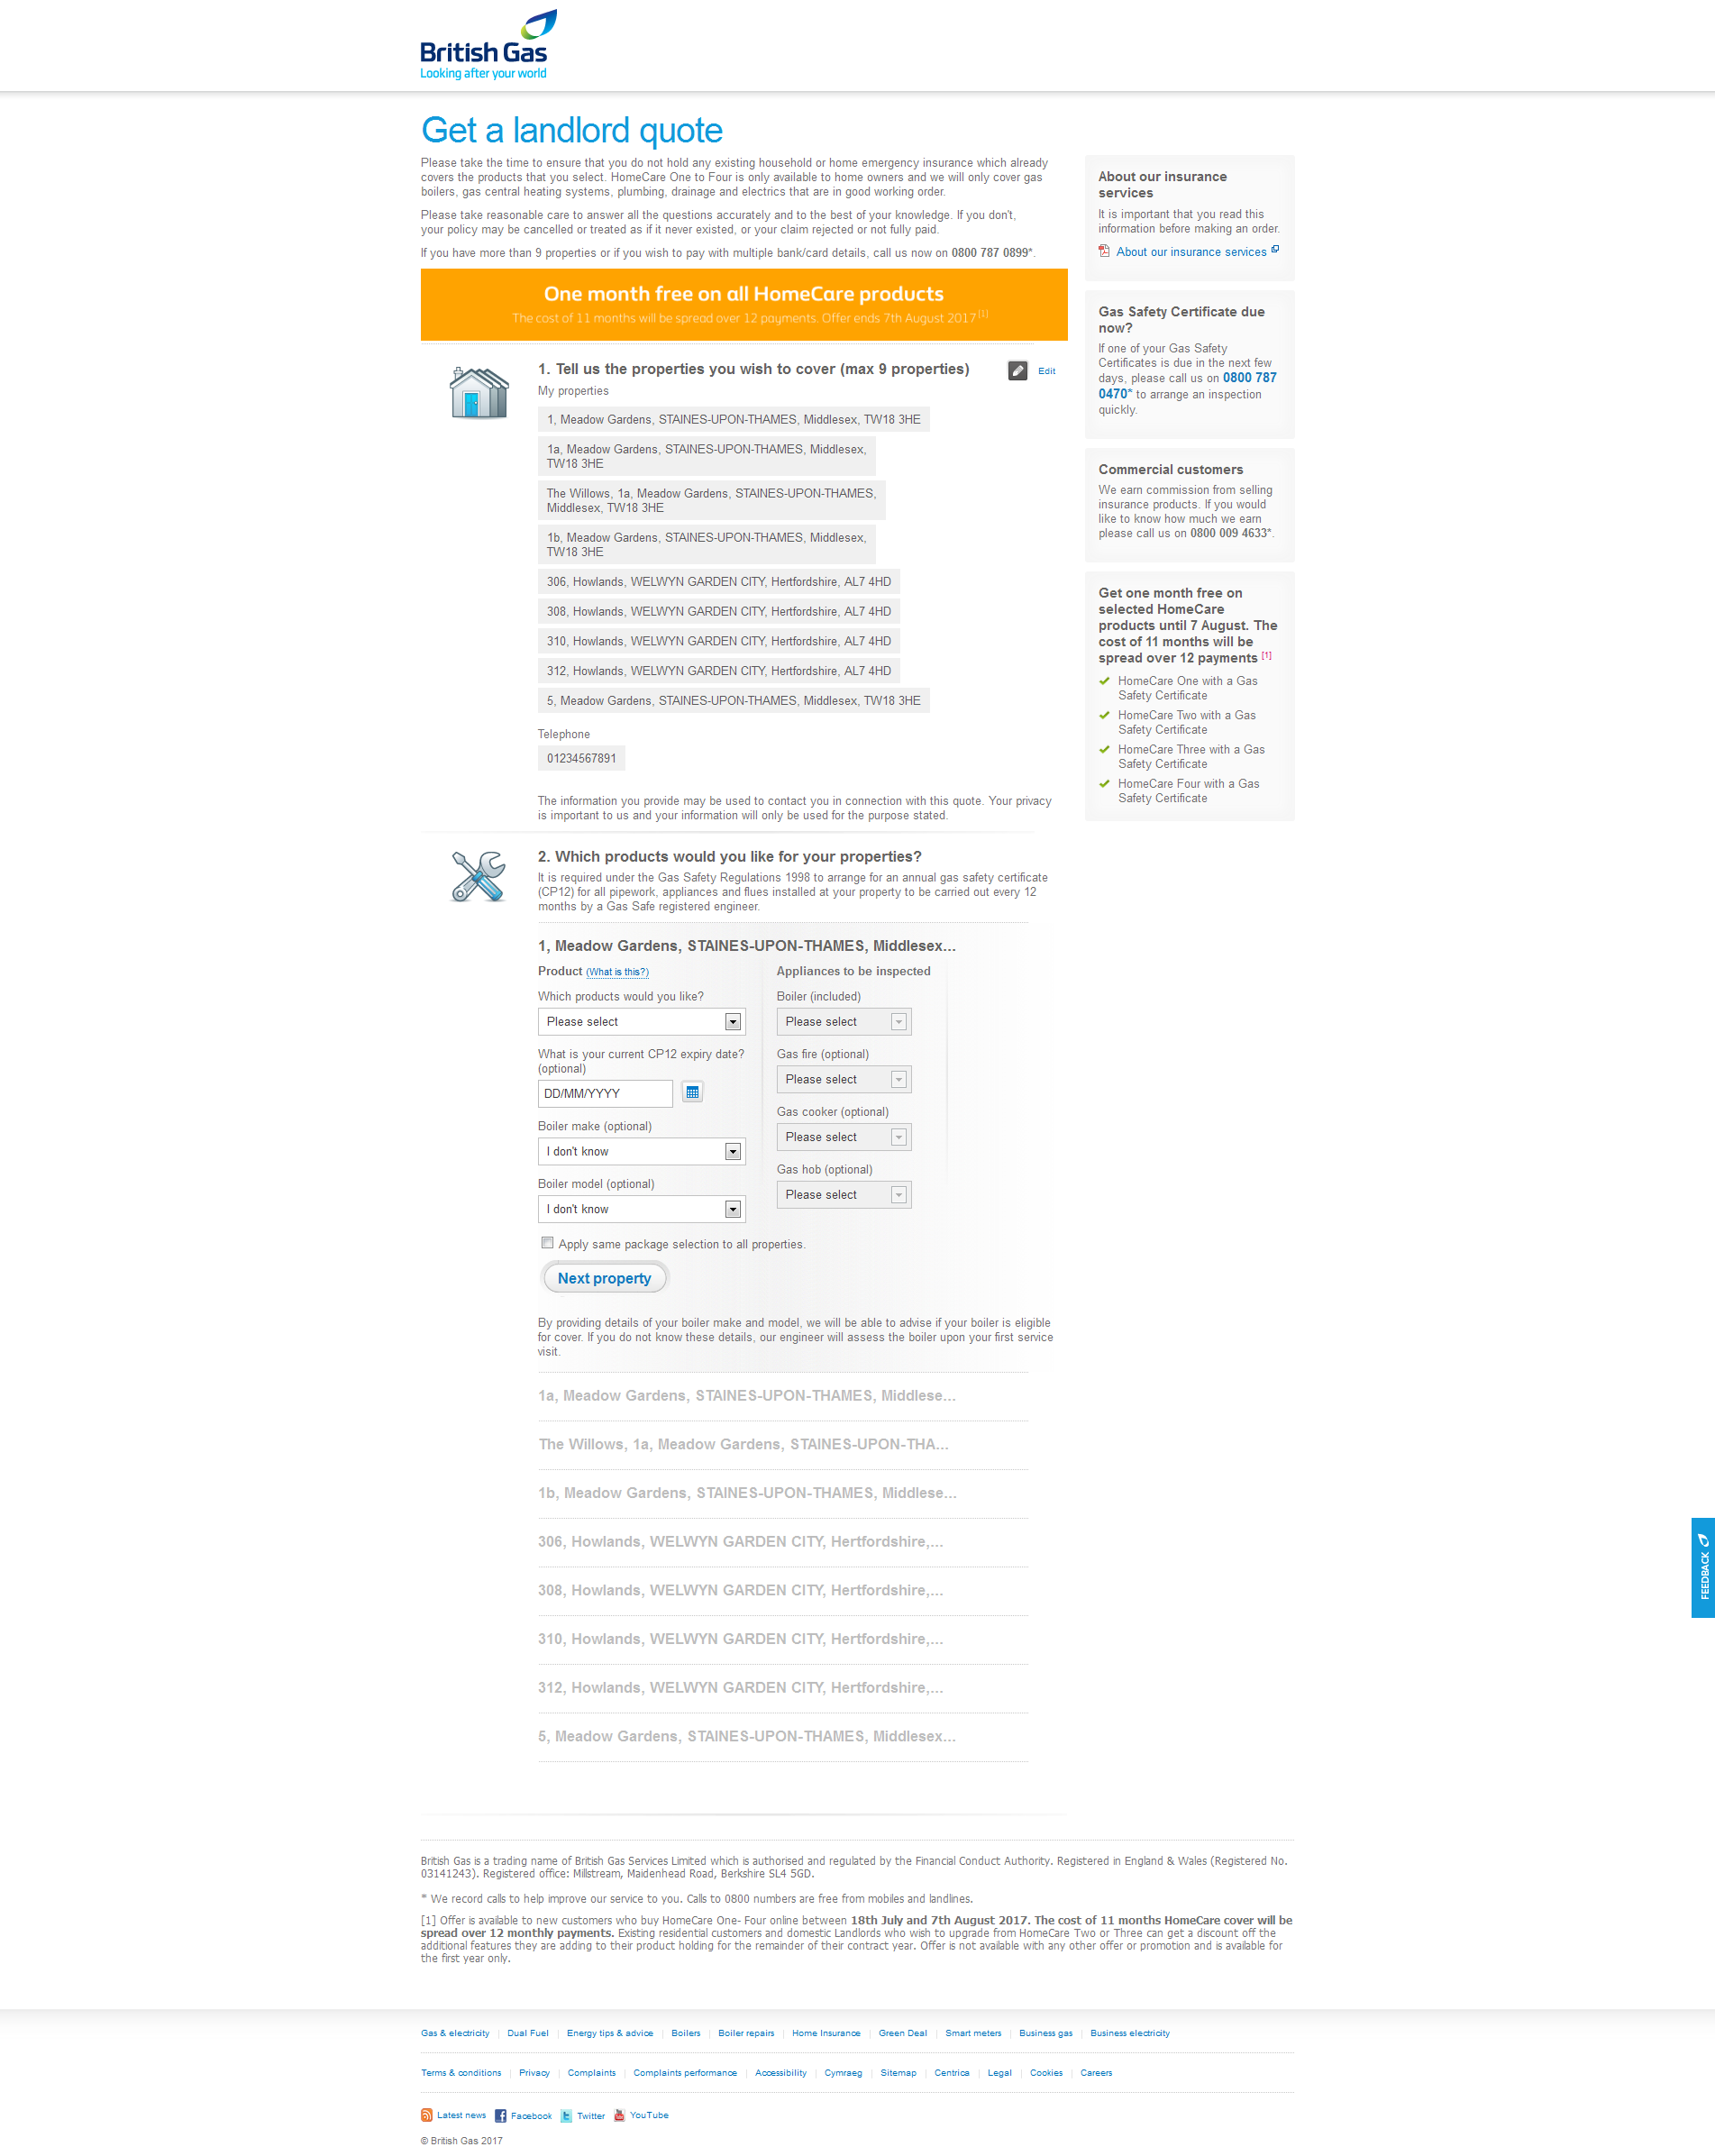 British Gas
Looking after your world
Get a landlord quote
Please take the time to ensure that you do not hold any existing household or home emergency insurance which already
covers the products that you select. HomeCare One to Four is only available to home owners and we will only cover gas
boilers, gas central heating systems, plumbing, drainage and electrics that are in good working order.
Please take reasonable care to answer all the questions accurately and to the best of your knowledge. If you don't,
your policy may be cancelled or treated as if it never existed, or your claim rejected or not fully paid.
If you have more than 9 properties or if you wish to pay with multiple bank/card details, call us now on 0800 787 0899*.
One month free on all HomeCare products
The cost of 11 months will be spread over 12 payments. Offer ends 7th August 2017 [1]
1. Tell us the properties you wish to cover (max 9 properties)
Edit
My properties
1, Meadow Gardens, STAINES-UPON-THAMES, Middlesex, TW18 3HE
1a, Meadow Gardens, STAINES-UPON-THAMES, Middlesex,
TW18 3HE
The Willows, 1a, Meadow Gardens, STAINES-UPON-THAMES,
Middlesex, TW18 3HE
1b, Meadow Gardens, STAINES-UPON-THAMES, Middlesex,
TW18 3HE
306, Howlands, WELWYN GARDEN CITY, Hertfordshire, AL7 4HD
308, Howlands, WELWYN GARDEN CITY, Hertfordshire, AL7 4HD
310, Howlands, WELWYN GARDEN CITY, Hertfordshire, AL7 4HD
312, Howlands, WELWYN GARDEN CITY, Hertfordshire, AL7 4HD
5, Meadow Gardens, STAINES-UPON-THAMES, Middlesex, TW18 3HE
Telephone
01234567891
The information you provide may be used to contact you in connection with this quote. Your privacy
is important to us and your information will only be used for the purpose stated.
2. Which products would you like for your properties?
It is required under the Gas Safety Regulations 1998 to arrange for an annual gas safety certificate
(CP12) for all pipework, appliances and flues installed at your property to be carried out every 12
months by a Gas Safe registered engineer.
1, Meadow Gardens, STAINES-UPON-THAMES, Middlesex...
Product (What is this?)
Which products would you like?
Please select
What is your current CP12 expiry date?
(optional)
DD/MM/YYYY
Boiler make (optional)
I don't know
Boiler model (optional)
I don't know
Appliances to be inspected
Boiler (included)
Please select
Gas fire (optional)
Please select
Gas cooker (optional)
Please select
Gas hob (optional)
Please select
Apply same package selection to all properties.
Next property
By providing details of your boiler make and model, we will be able to advise if your boiler is eligible
for cover. If you do not know these details, our engineer will assess the boiler upon your first service
visit.
1a, Meadow Gardens, STAINES-UPON-THAMES, Middlese...
The Willows, 1a, Meadow Gardens, STAINES-UPON-THA...
1b, Meadow Gardens, STAINES-UPON-THAMES, Middlese...
306, Howlands, WELWYN GARDEN CITY, Hertfordshire,...
308, Howlands, WELWYN GARDEN CITY, Hertfordshire,...
310, Howlands, WELWYN GARDEN CITY, Hertfordshire,...
312, Howlands, WELWYN GARDEN CITY, Hertfordshire,...
5, Meadow Gardens, STAINES-UPON-THAMES, Middlesex...
About our insurance
services
It is important that you read this
information before making an order.
About our insurance services
Gas Safety Certificate due
now?
If one of your Gas Safety
Certificates is due in the next few
days, please call us on 0800 787
0470* to arrange an inspection
quickly.
Commercial customers
We earn commission from selling
insurance products. If you would
like to know how much we earn
please call us on 0800 009 4633*.
Get one month free on
selected HomeCare
products until 7 August. The
cost of 11 months will be
spread over 12 payments [1]
HomeCare One with a Gas
Safety Certificate
HomeCare Two with a Gas
Safety Certificate
HomeCare Three with a Gas
Safety Certificate
HomeCare Four with a Gas
Safety Certificate
FEEDBACK
British Gas is a trading name of British Gas Services Limited which is authorised and regulated by the Financial Conduct Authority. Registered in England & Wales (Registered No.
03141243). Registered office: Millstream, Maidenhead Road, Berkshire SL4 5GD.
* We record calls to help improve our service to you. Calls to 0800 numbers are free from mobiles and landlines.
[1] Offer is available to new customers who buy HomeCare One- Four online between 18th July and 7th August 2017. The cost of 11 months HomeCare cover will be
spread over 12 monthly payments. Existing residential customers and domestic Landlords who wish to upgrade from HomeCare Two or Three can get a discount off the
additional features they are adding to their product holding for the remainder of their contract year. Offer is not available with any other offer or promotion and is available for
the first year only.
Gas & electricity | Dual Fuel | Energy tips & advice | Boilers | Boiler repairs | Home Insurance | Green Deal | Smart meters | Business gas | Business electricity
Terms & conditions | Privacy | Complaints | Complaints performance | Accessibility | Cymraeg | Sitemap | Centrica | Legal | Cookies | Careers
Latest news Facebook Twitter YouTube
© British Gas 2017